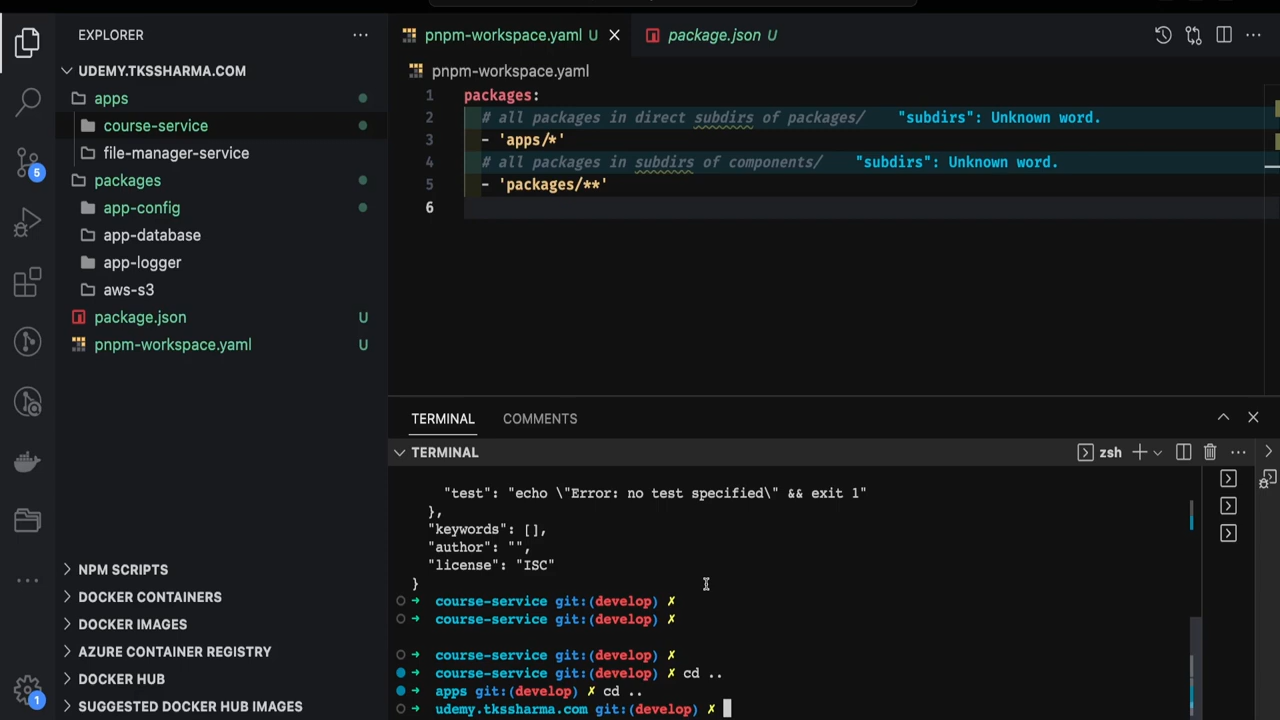 EXPLORER
UDEMY.TKSSHARMA.COM
apps
course-service
file-manager-service
packages
app-config
app-database
app-logger
aws-s3
package.json U
pnpm-workspace.yaml U
NPM SCRIPTS
DOCKER CONTAINERS
DOCKER IMAGES
AZURE CONTAINER REGISTRY
DOCKER HUB
SUGGESTED DOCKER HUB IMAGES
5
1
pnpm-workspace.yaml U
package.json U
pnpm-workspace.yaml
1 packages:
2 # all packages in direct subdirs of packages/ "subdirs": Unknown word.
3 - 'apps/*'
4 # all packages in subdirs of components/ "subdirs": Unknown word.
5 - 'packages/**'
6
TERMINAL COMMENTS
TERMINAL
zsh
"test": "echo \"Error: no test specified\" && exit 1"
},
"keywords": [],
"author": "",
"license": "ISC"
}
➜ course-service git:(develop) ✗
➜ course-service git:(develop) ✗
➜ course-service git:(develop) ✗
➜ course-service git:(develop) ✗ cd ..
➜ apps git:(develop) ✗ cd ..
➜ udemy.tkssharma.com git:(develop) ✗